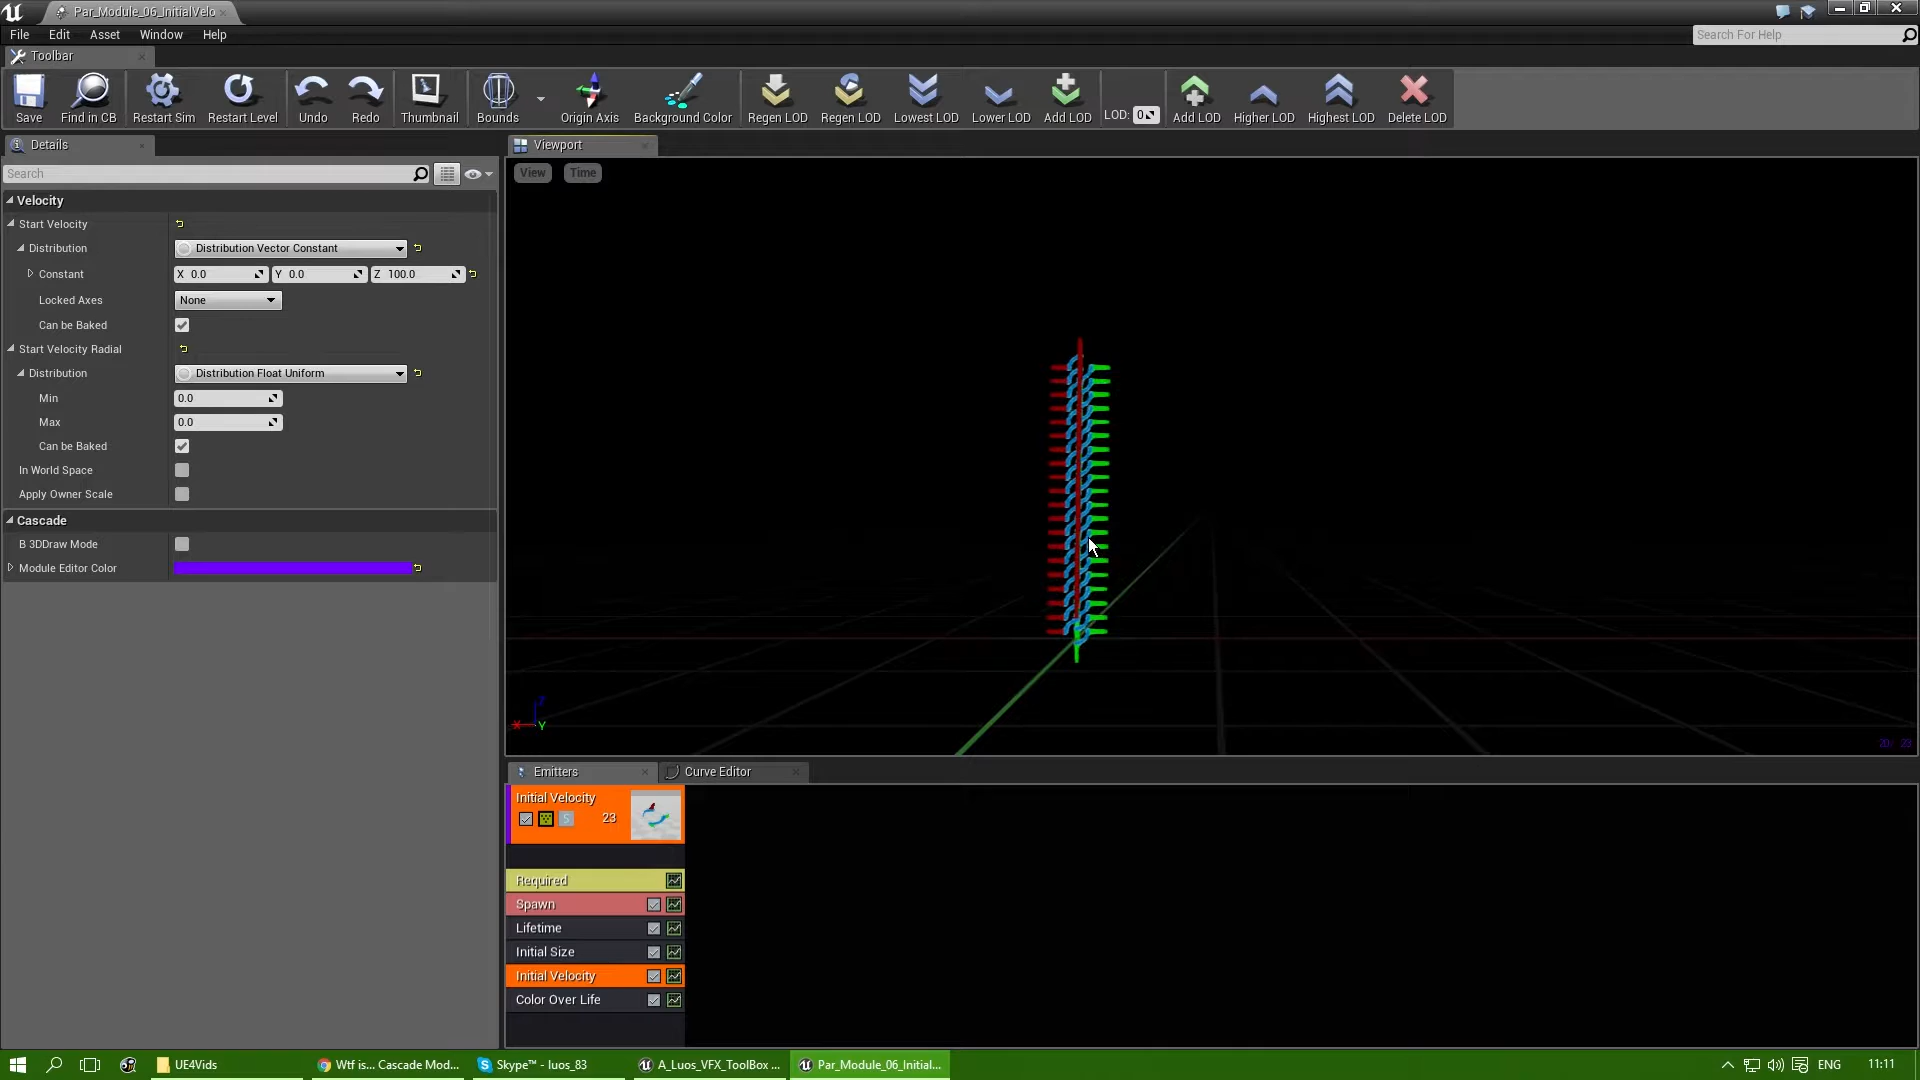 Par_Module_06_InitialVelo
File Edit Asset Window Help
Search For Help
Toolbar
Save Find in CB Restart Sim Restart Level Undo Redo Thumbnail Bounds Origin Axis Background Color Regen LOD Regen LOD Lowest LOD Lower LOD Add LOD LOD: 0 Add LOD Higher LOD Highest LOD Delete LOD
Details
Search
Velocity
Start Velocity
Distribution Distribution Vector Constant
Constant X 0.0 Y 0.0 Z 100.0
Locked Axes None
Can be Baked
Start Velocity Radial
Distribution Distribution Float Uniform
Min 0.0
Max 0.0
Can be Baked
In World Space
Apply Owner Scale
Cascade
B 3DDraw Mode
Module Editor Color
Viewport
View Time
Z
X Y
20/ 23
Emitters Curve Editor
Initial Velocity
S 23
Required
Spawn
Lifetime
Initial Size
Initial Velocity
Color Over Life
UE4Vids Wtf is... Cascade Mod... Skype™ - luos_83 A_Luos_VFX_ToolBox ... Par_Module_06_Initial... ENG 11:11